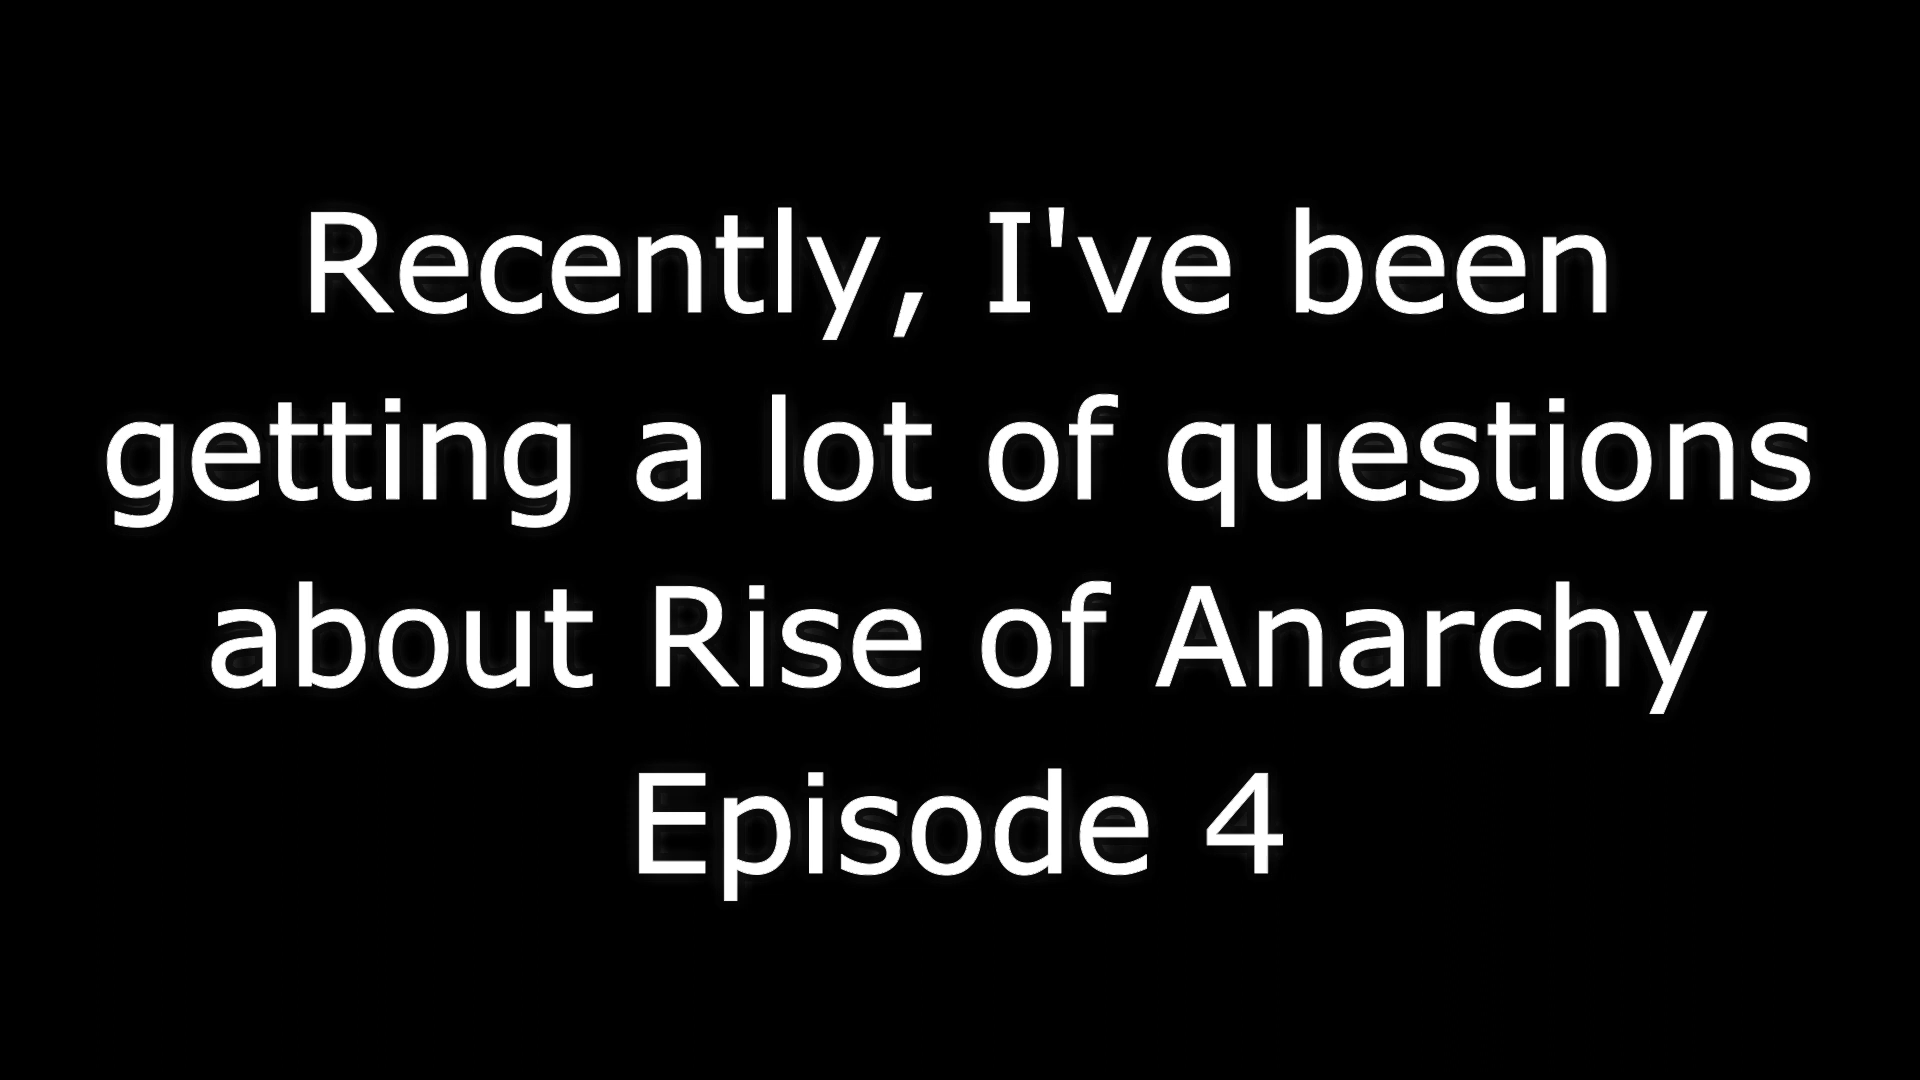 Recently, I've been
getting a lot of questions
about Rise of Anarchy
Episode 4